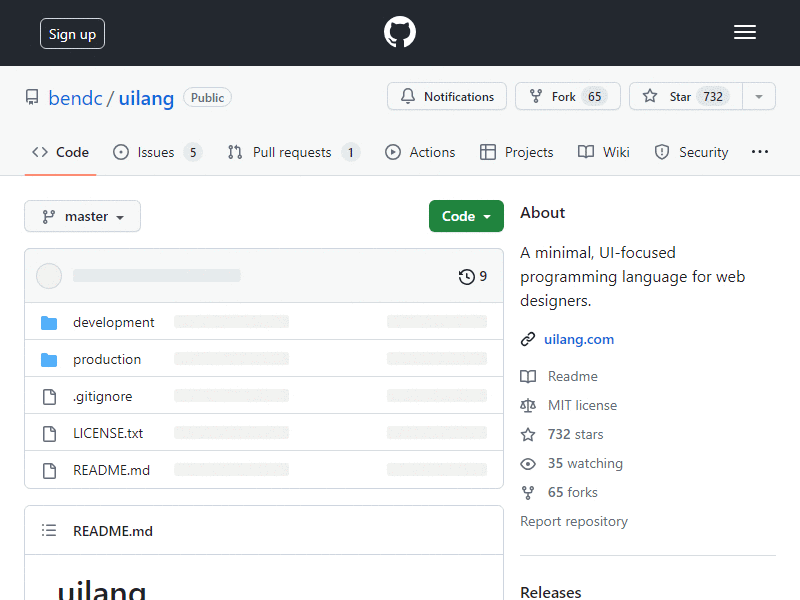 Sign up
bendc / uilang Public
Notifications
Fork 65
Star 732
Code
Issues 5
Pull requests 1
Actions
Projects
Wiki
Security
master
Code
9
development
production
.gitignore
LICENSE.txt
README.md
README.md
uilang
About
A minimal, UI-focused
programming language for web
designers.
uilang.com
Readme
MIT license
732 stars
35 watching
65 forks
Report repository
Releases